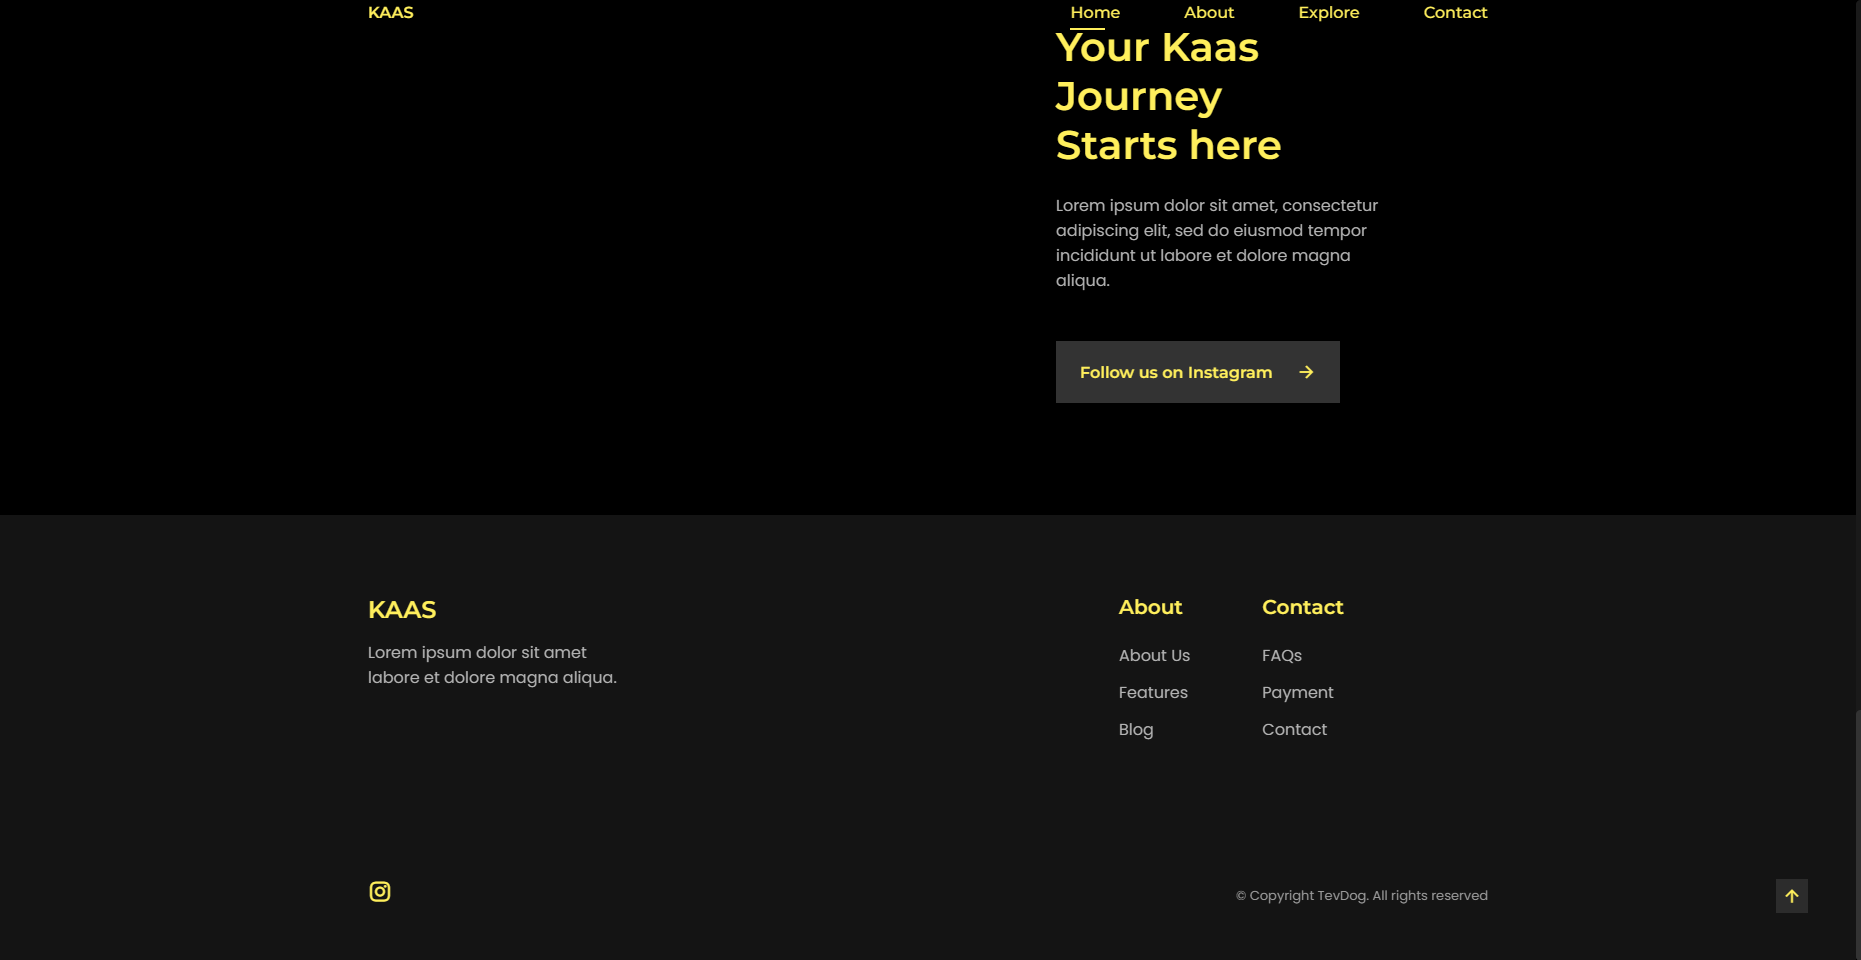 KAAS
Home
About
Explore
Contact
Your Kaas
Journey
Starts here
Lorem ipsum dolor sit amet, consectetur
adipiscing elit, sed do eiusmod tempor
incididunt ut labore et dolore magna
aliqua.
Follow us on Instagram
KAAS
Lorem ipsum dolor sit amet
labore et dolore magna aliqua.
About
About Us
Features
Blog
Contact
FAQs
Payment
Contact
© Copyright TevDog. All rights reserved